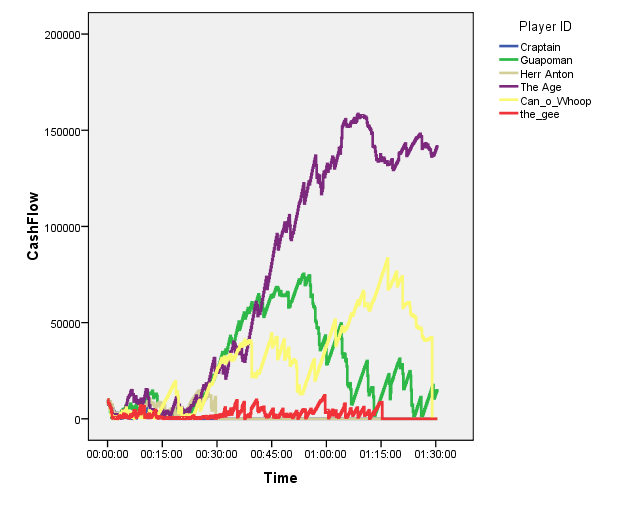 Player ID
Craptain
Guapoman
Herr Anton
The Age
Can_o_Whoop
the_gee
200000
150000
100000
50000
0
CashFlow
00:00:00 00:15:00 00:30:00 00:45:00 01:00:00 01:15:00 01:30:00
Time